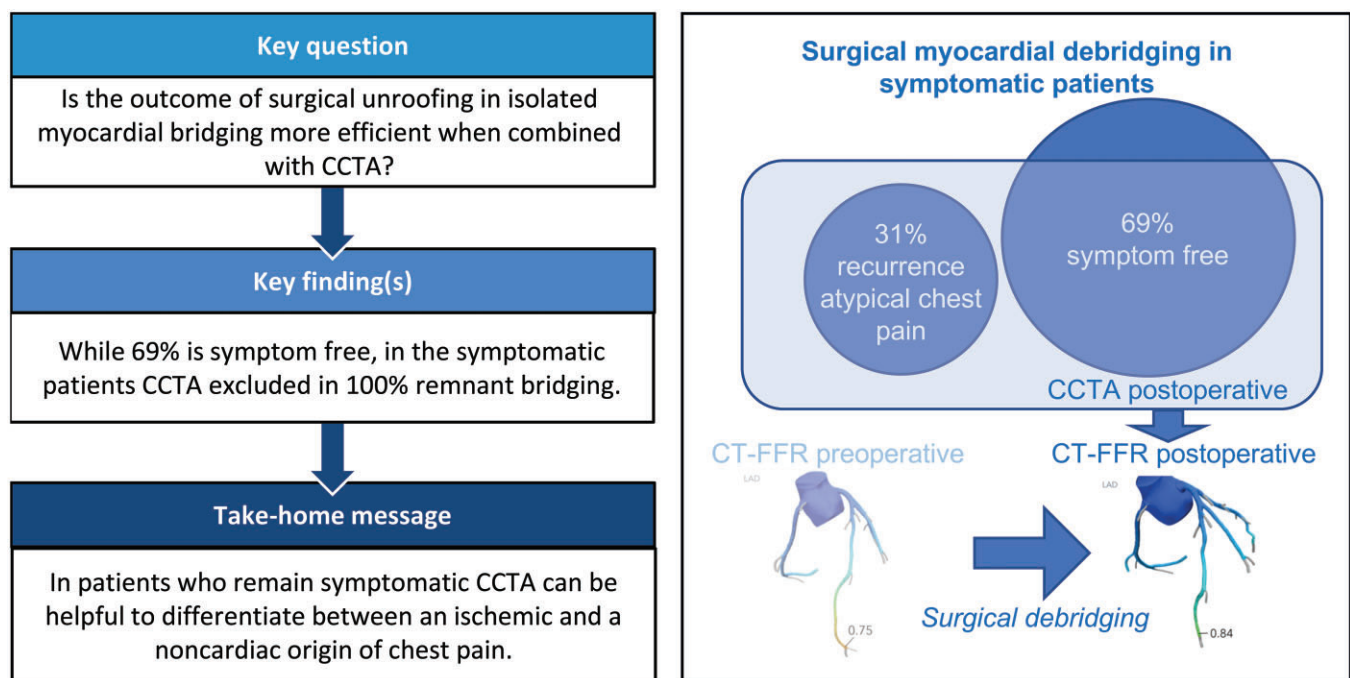 Key question
Is the outcome of surgical unroofing in isolated
myocardial bridging more efficient when combined
with CCTA?
Key finding(s)
While 69% is symptom free, in the symptomatic
patients CCTA excluded in 100% remnant bridging.
Take-home message
In patients who remain symptomatic CCTA can be
helpful to differentiate between an ischemic and a
noncardiac origin of chest pain.
Surgical myocardial debridging in
symptomatic patients
31%
recurrence
atypical chest
pain
69%
symptom free
CCTA postoperative
CT-FFR preoperative
LAD
0.75
Surgical debridging
CT-FFR postoperative
LAD
0.84